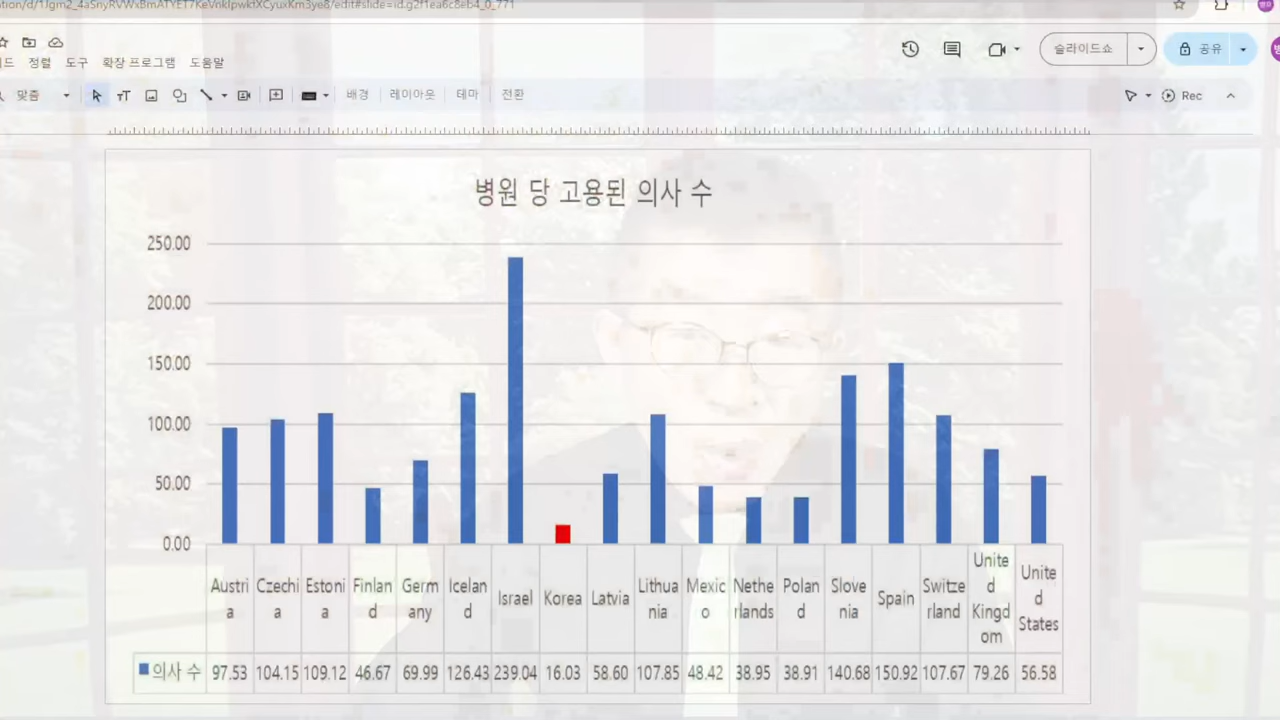 ation/d/1Jgm2_4aSnyRVWxBmATYET7KeVnkIpwktXCyuxKm3ye8/edit#slide=id.g2f1ea6c8eb4_0_771
슬라이드쇼
공유
드 정렬 도구 확장 프로그램 도움말
맞춤
배경 레이아웃 테마 전환
Rec
병원 당 고용된 의사 수
250.00
200.00
150.00
100.00
50.00
0.00
Austria Czechia Estonia Finland Germany Iceland Israel Korea Latvia Lithuania Mexico Netherlands Poland Slovenia Spain Switzerland United Kingdom United States
의사 수 97.53 104.15 109.12 46.67 69.99 126.43 239.04 16.03 58.60 107.85 48.42 38.95 38.91 140.68 150.92 107.67 79.26 56.58